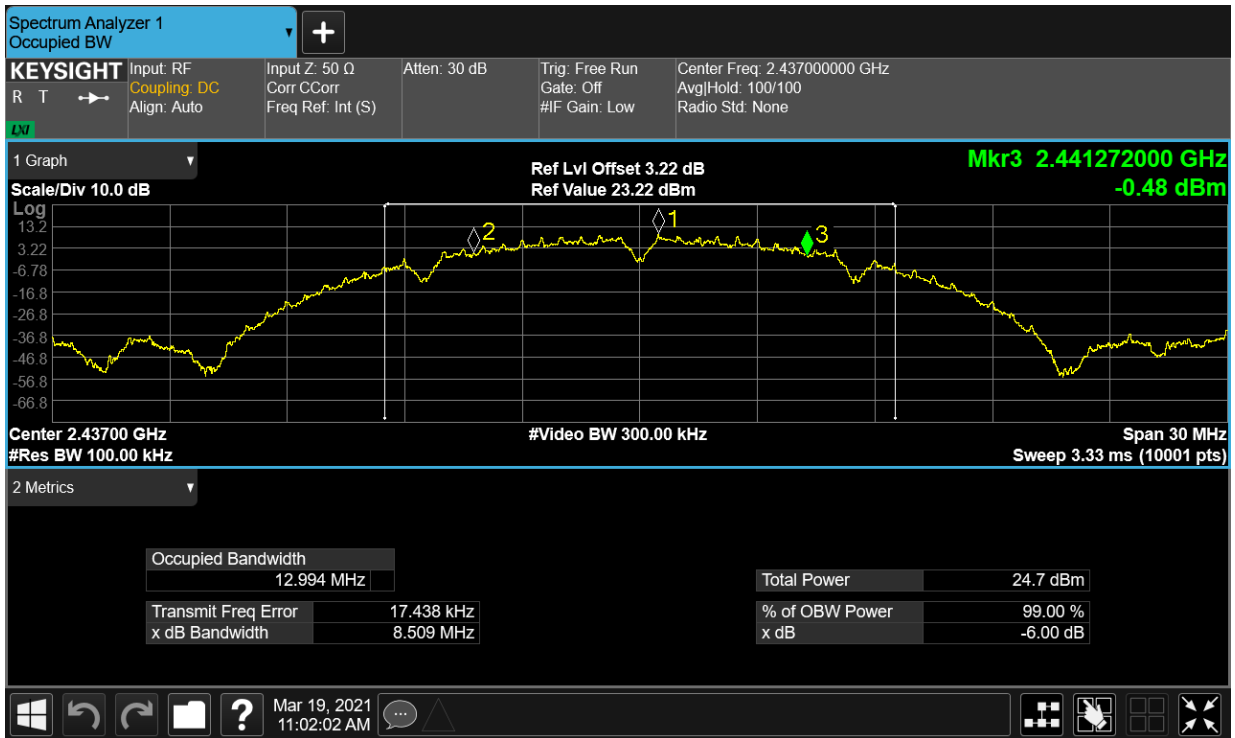 Spectrum Analyzer 1
Occupied BW
KEYSIGHT
R T
LXI
Input: RF
Coupling: DC
Align: Auto
Input Z: 50 Ω
Corr CCorr
Freq Ref: Int (S)
Atten: 30 dB
Trig: Free Run
Gate: Off
#IF Gain: Low
Center Freq: 2.437000000 GHz
Avg|Hold: 100/100
Radio Std: None
1 Graph
Scale/Div 10.0 dB
Ref Lvl Offset 3.22 dB
Ref Value 23.22 dBm
Mkr3 2.441272000 GHz
-0.48 dBm
Log
13.2
3.22
-6.78
-16.8
-26.8
-36.8
-46.8
-56.8
-66.8
2
1
3
Center 2.43700 GHz
#Video BW 300.00 kHz
Span 30 MHz
#Res BW 100.00 kHz
Sweep 3.33 ms (10001 pts)
2 Metrics
Occupied Bandwidth
12.994 MHz
Transmit Freq Error 17.438 kHz
x dB Bandwidth 8.509 MHz
Total Power 24.7 dBm
% of OBW Power 99.00 %
x dB -6.00 dB
?
Mar 19, 2021
11:02:02 AM